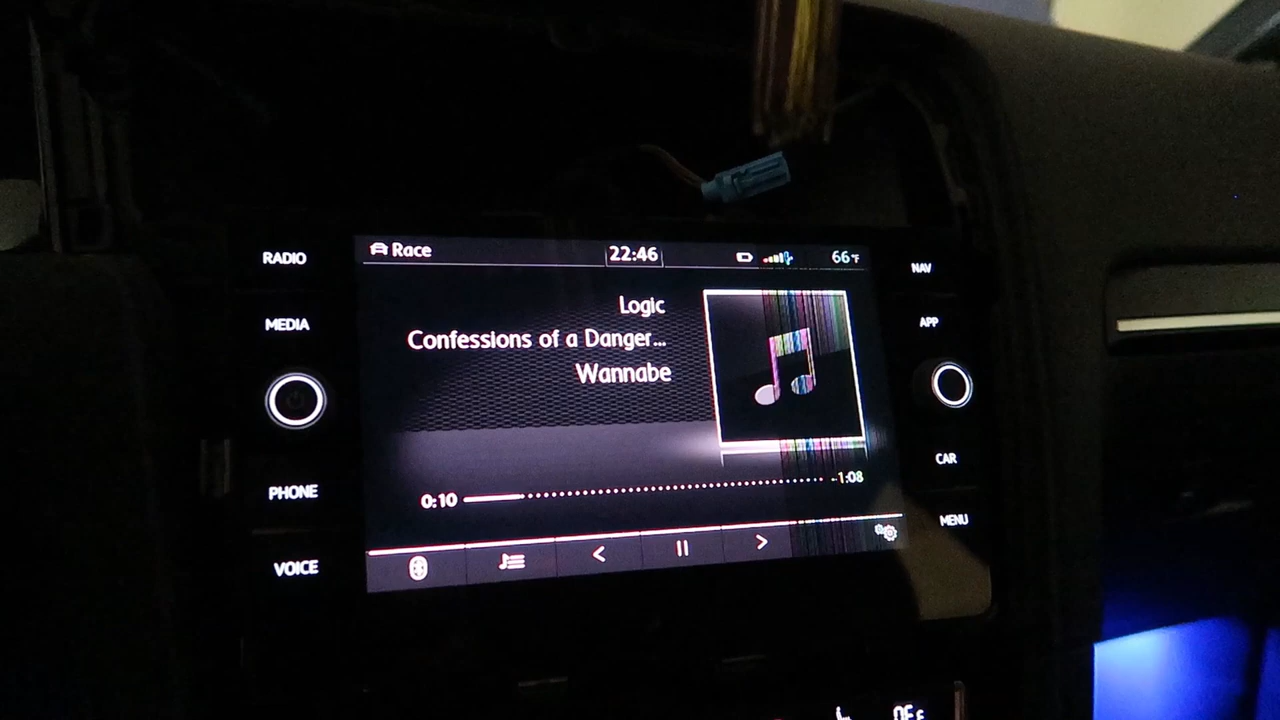 RADIO
MEDIA
PHONE
VOICE
Race
22:46
66°F
Logic
Confessions of a Danger...
Wannabe
0:10
-1:08
NAV
APP
CAR
MENU